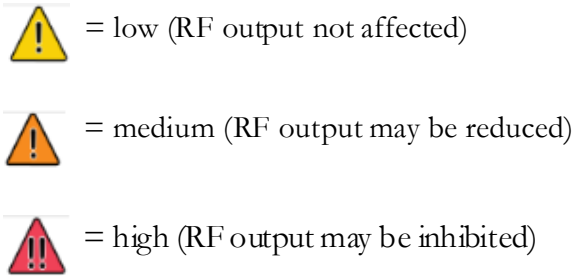 ! = low (RF output not affected)
! = medium (RF output may be reduced)
!! = high (RF output may be inhibited)